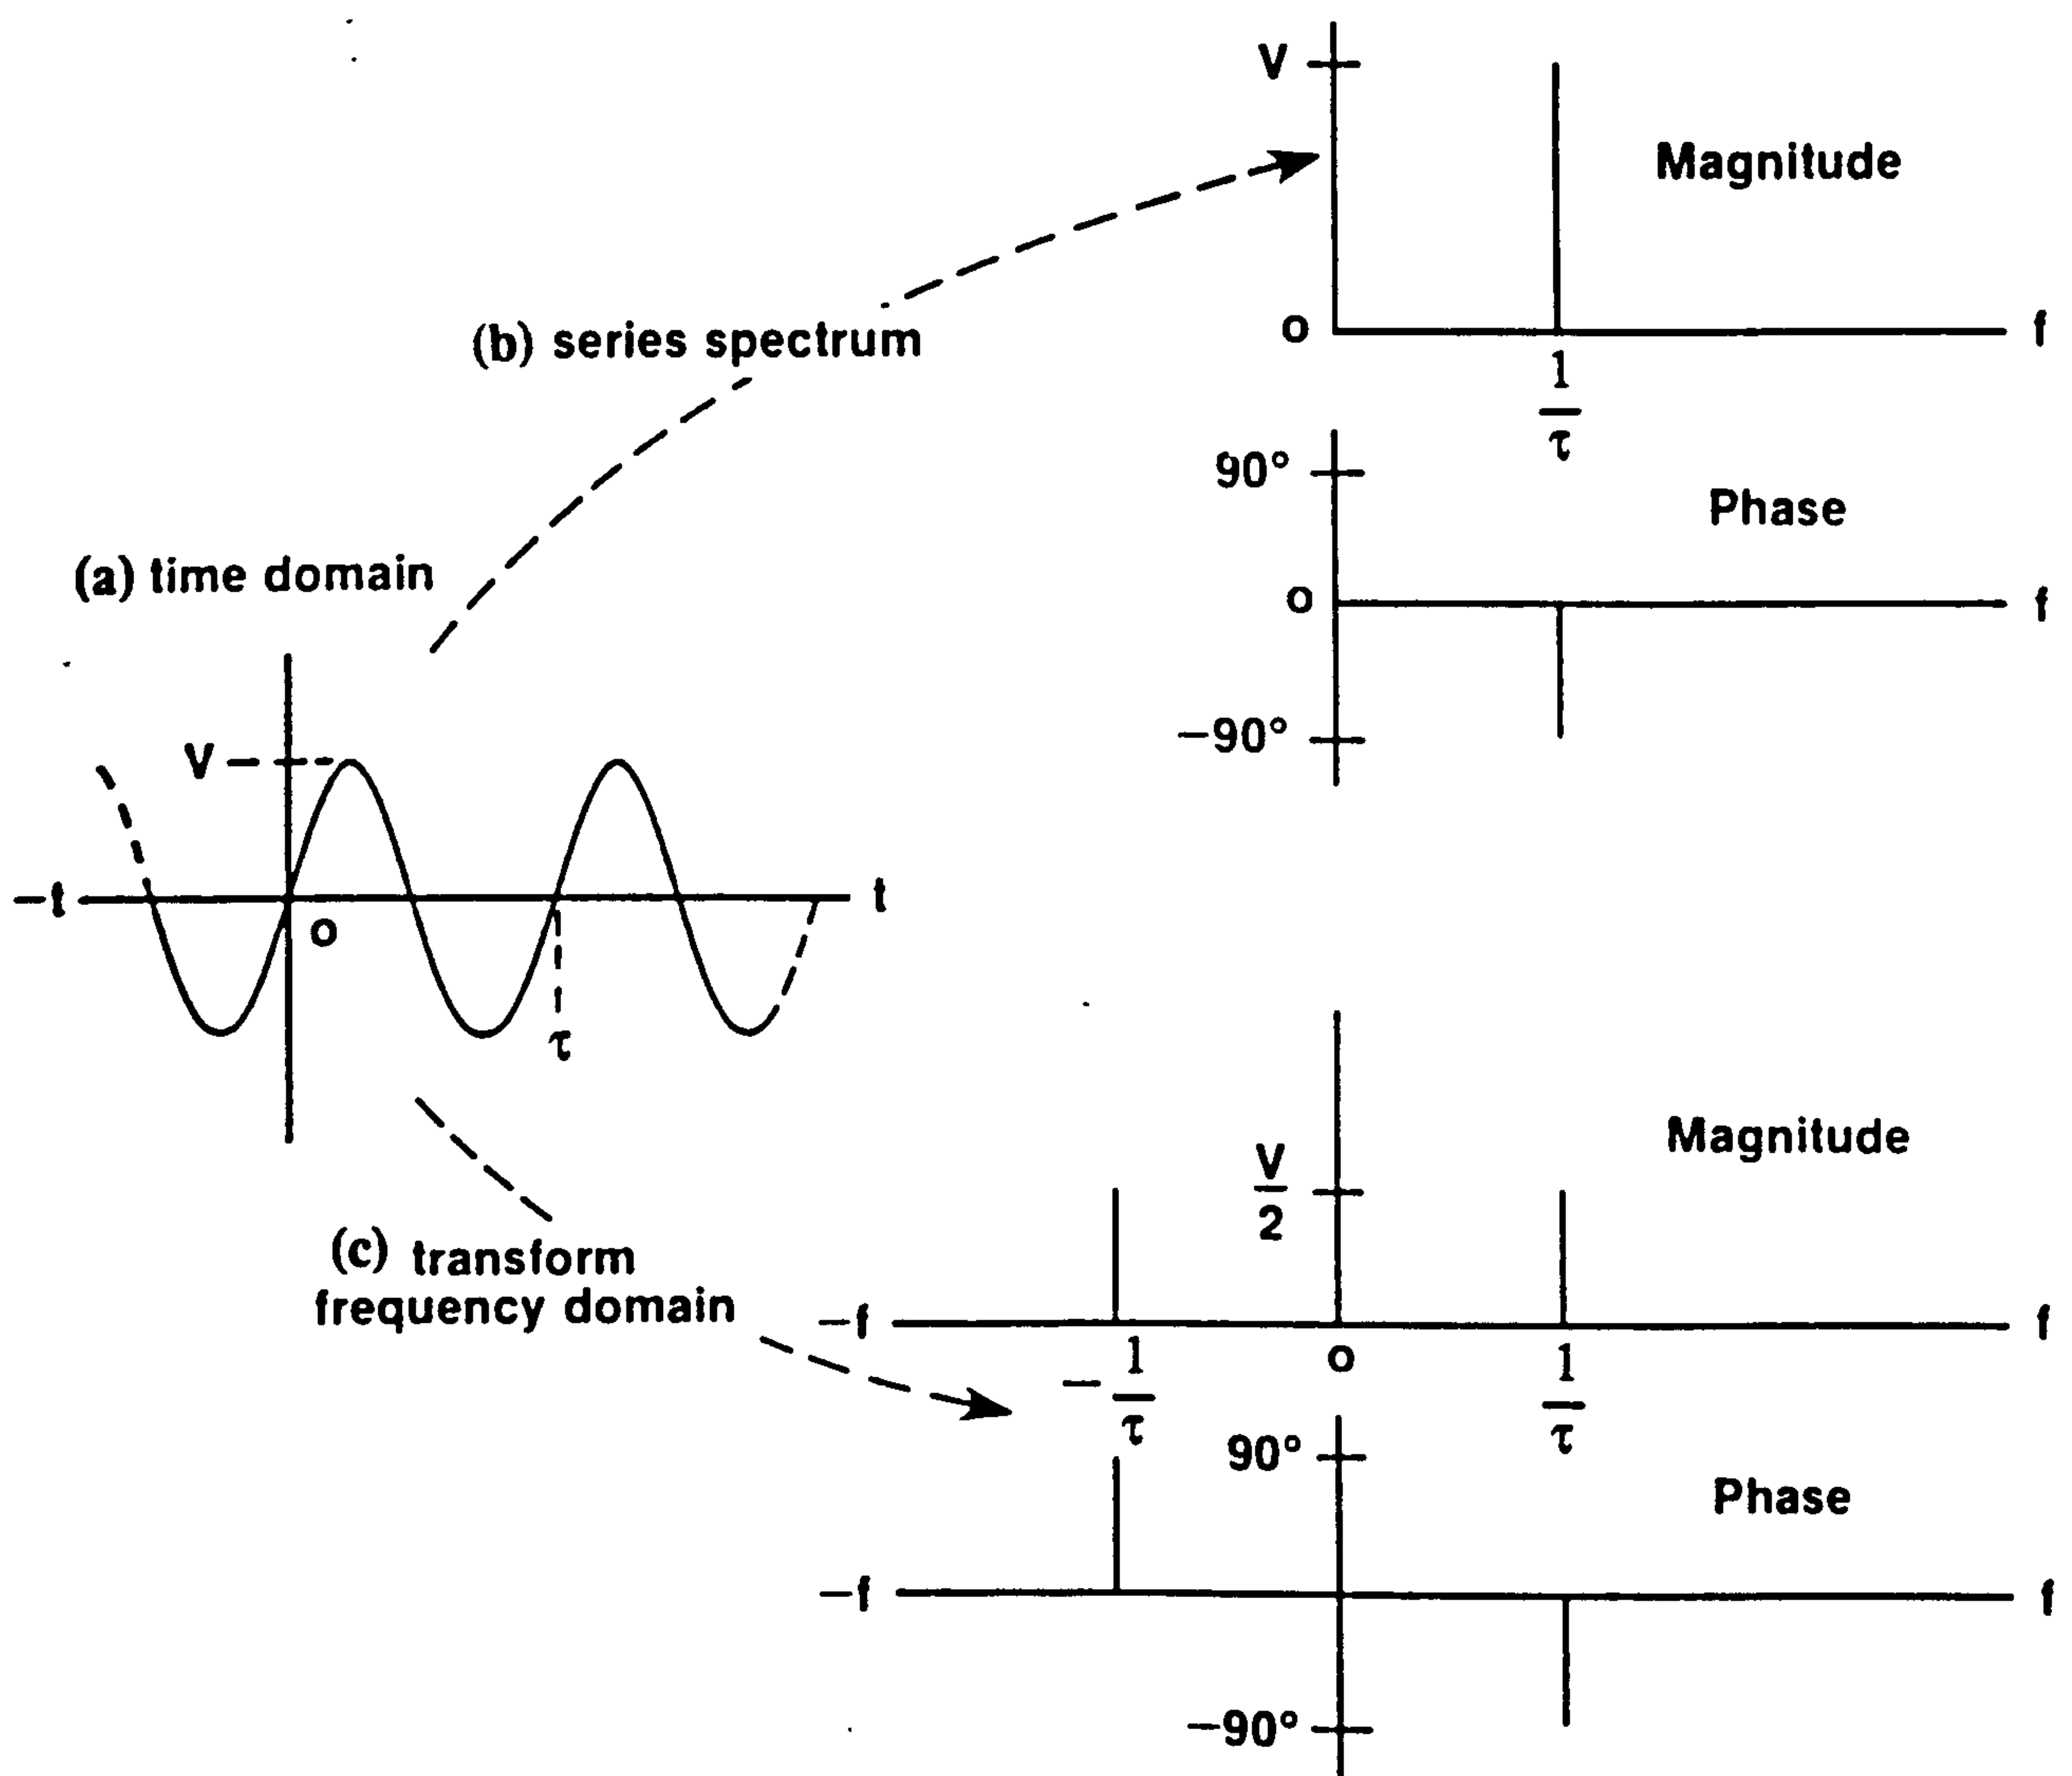 V
Magnitude
o
f
1
τ
(b) series spectrum
90°
Phase
o
f
−90°
(a) time domain
V
−t
t
o
τ
(c) transform
frequency domain
Magnitude
V
2
−f
f
− 1
τ
o
1
τ
90°
Phase
−f
f
−90°